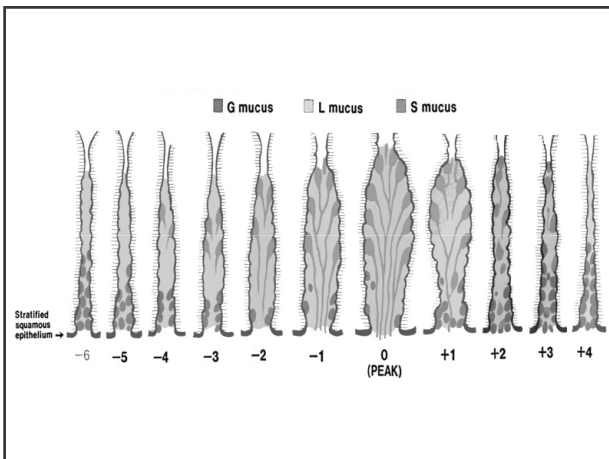 G mucus L mucus S mucus
Stratified
squamous
epithelium →
-6 -5 -4 -3 -2 -1 0 +1 +2 +3 +4
(PEAK)